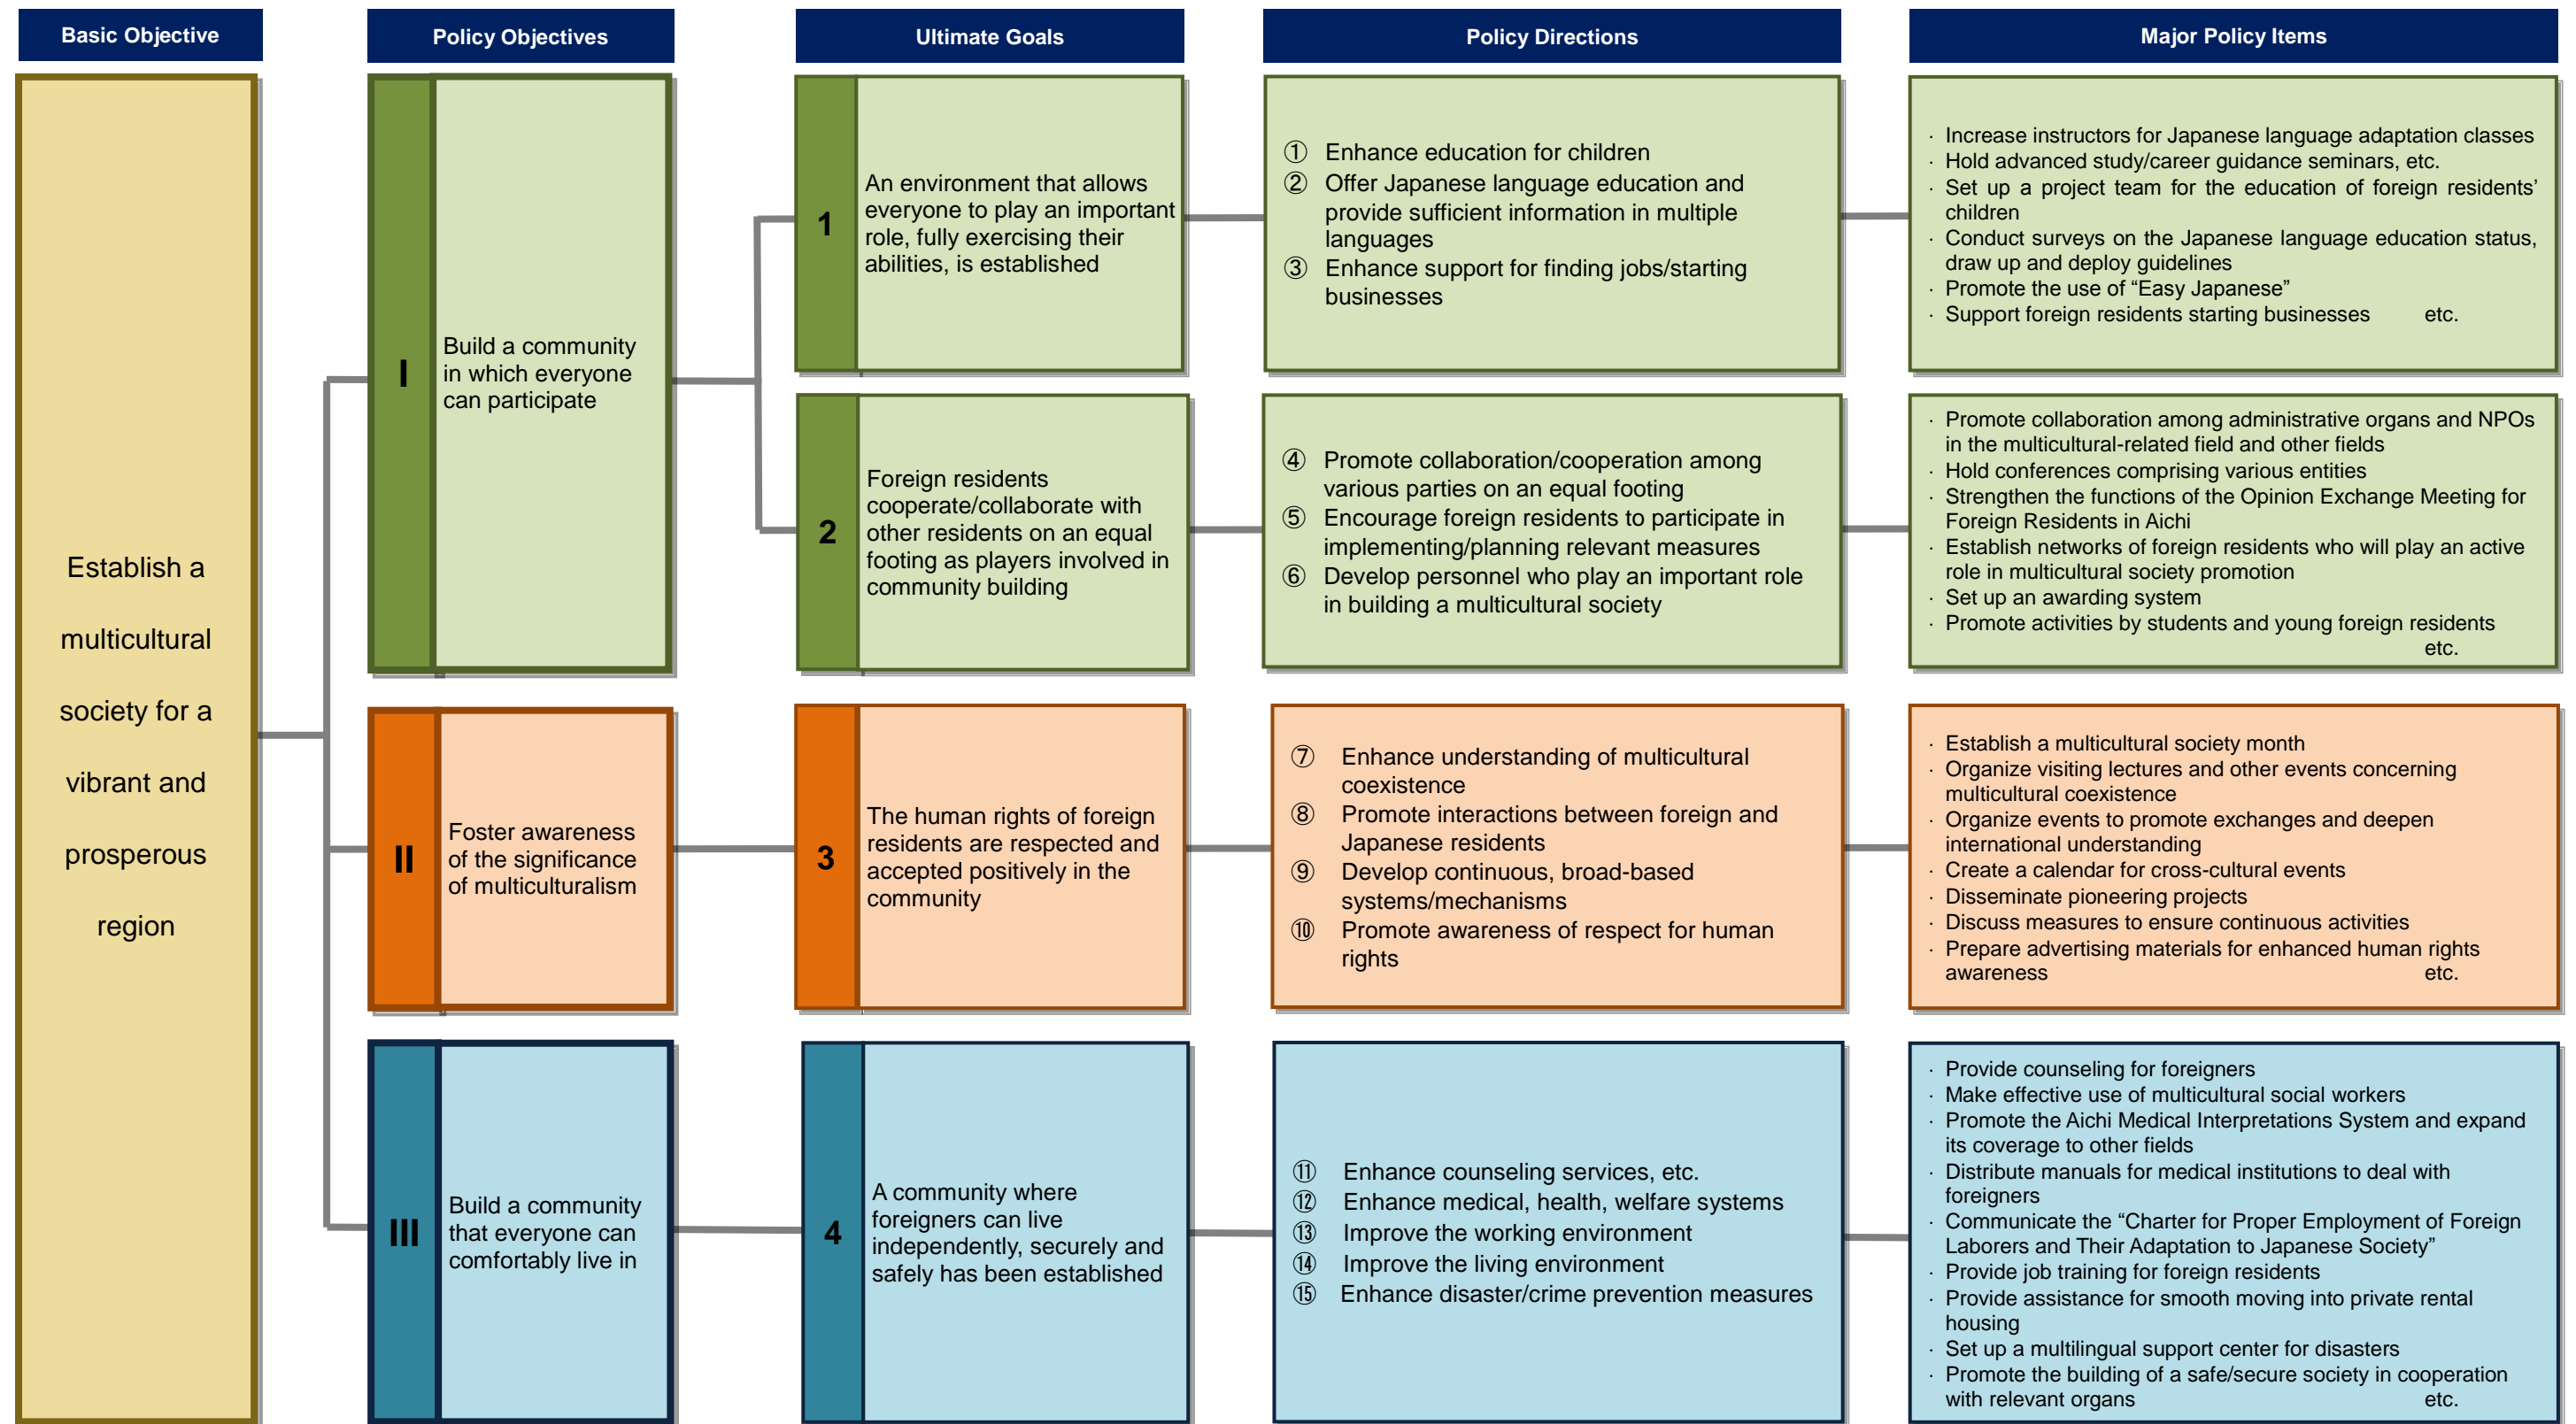 Basic Objective
Policy Objectives
Ultimate Goals
Policy Directions
Major Policy Items
Establish a
multicultural
society for a
vibrant and
prosperous
region
I
Build a community
in which everyone
can participate
1
An environment that allows
everyone to play an important
role, fully exercising their
abilities, is established
① Enhance education for children
② Offer Japanese language education and
provide sufficient information in multiple
languages
③ Enhance support for finding jobs/starting
businesses
· Increase instructors for Japanese language adaptation classes
· Hold advanced study/career guidance seminars, etc.
· Set up a project team for the education of foreign residents’
children
· Conduct surveys on the Japanese language education status,
draw up and deploy guidelines
· Promote the use of “Easy Japanese”
· Support foreign residents starting businesses etc.
2
Foreign residents
cooperate/collaborate with
other residents on an equal
footing as players involved in
community building
④ Promote collaboration/cooperation among
various parties on an equal footing
⑤ Encourage foreign residents to participate in
implementing/planning relevant measures
⑥ Develop personnel who play an important role
in building a multicultural society
· Promote collaboration among administrative organs and NPOs
in the multicultural-related field and other fields
· Hold conferences comprising various entities
· Strengthen the functions of the Opinion Exchange Meeting for
Foreign Residents in Aichi
· Establish networks of foreign residents who will play an active
role in multicultural society promotion
· Set up an awarding system
· Promote activities by students and young foreign residents
etc.
II
Foster awareness
of the significance
of multiculturalism
3
The human rights of foreign
residents are respected and
accepted positively in the
community
⑦ Enhance understanding of multicultural
coexistence
⑧ Promote interactions between foreign and
Japanese residents
⑨ Develop continuous, broad-based
systems/mechanisms
⑩ Promote awareness of respect for human
rights
· Establish a multicultural society month
· Organize visiting lectures and other events concerning
multicultural coexistence
· Organize events to promote exchanges and deepen
international understanding
· Create a calendar for cross-cultural events
· Disseminate pioneering projects
· Discuss measures to ensure continuous activities
· Prepare advertising materials for enhanced human rights
awareness etc.
III
Build a community
that everyone can
comfortably live in
4
A community where
foreigners can live
independently, securely and
safely has been established
⑪ Enhance counseling services, etc.
⑫ Enhance medical, health, welfare systems
⑬ Improve the working environment
⑭ Improve the living environment
⑮ Enhance disaster/crime prevention measures
· Provide counseling for foreigners
· Make effective use of multicultural social workers
· Promote the Aichi Medical Interpretations System and expand
its coverage to other fields
· Distribute manuals for medical institutions to deal with
foreigners
· Communicate the “Charter for Proper Employment of Foreign
Laborers and Their Adaptation to Japanese Society”
· Provide job training for foreign residents
· Provide assistance for smooth moving into private rental
housing
· Set up a multilingual support center for disasters
· Promote the building of a safe/secure society in cooperation
with relevant organs etc.